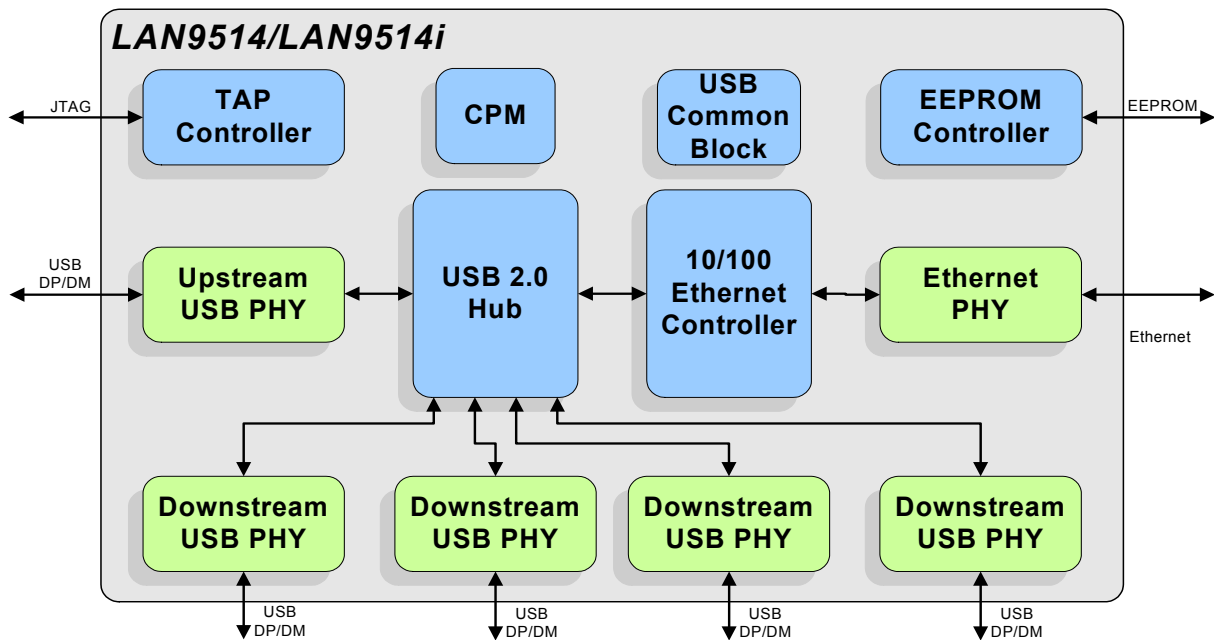 LAN9514/LAN9514i
JTAG
TAP
Controller
CPM
USB
Common
Block
EEPROM
Controller
EEPROM
USB
DP/DM
Upstream
USB PHY
USB 2.0
Hub
10/100
Ethernet
Controller
Ethernet
PHY
Ethernet
Downstream
USB PHY
Downstream
USB PHY
Downstream
USB PHY
Downstream
USB PHY
USB
DP/DM
USB
DP/DM
USB
DP/DM
USB
DP/DM